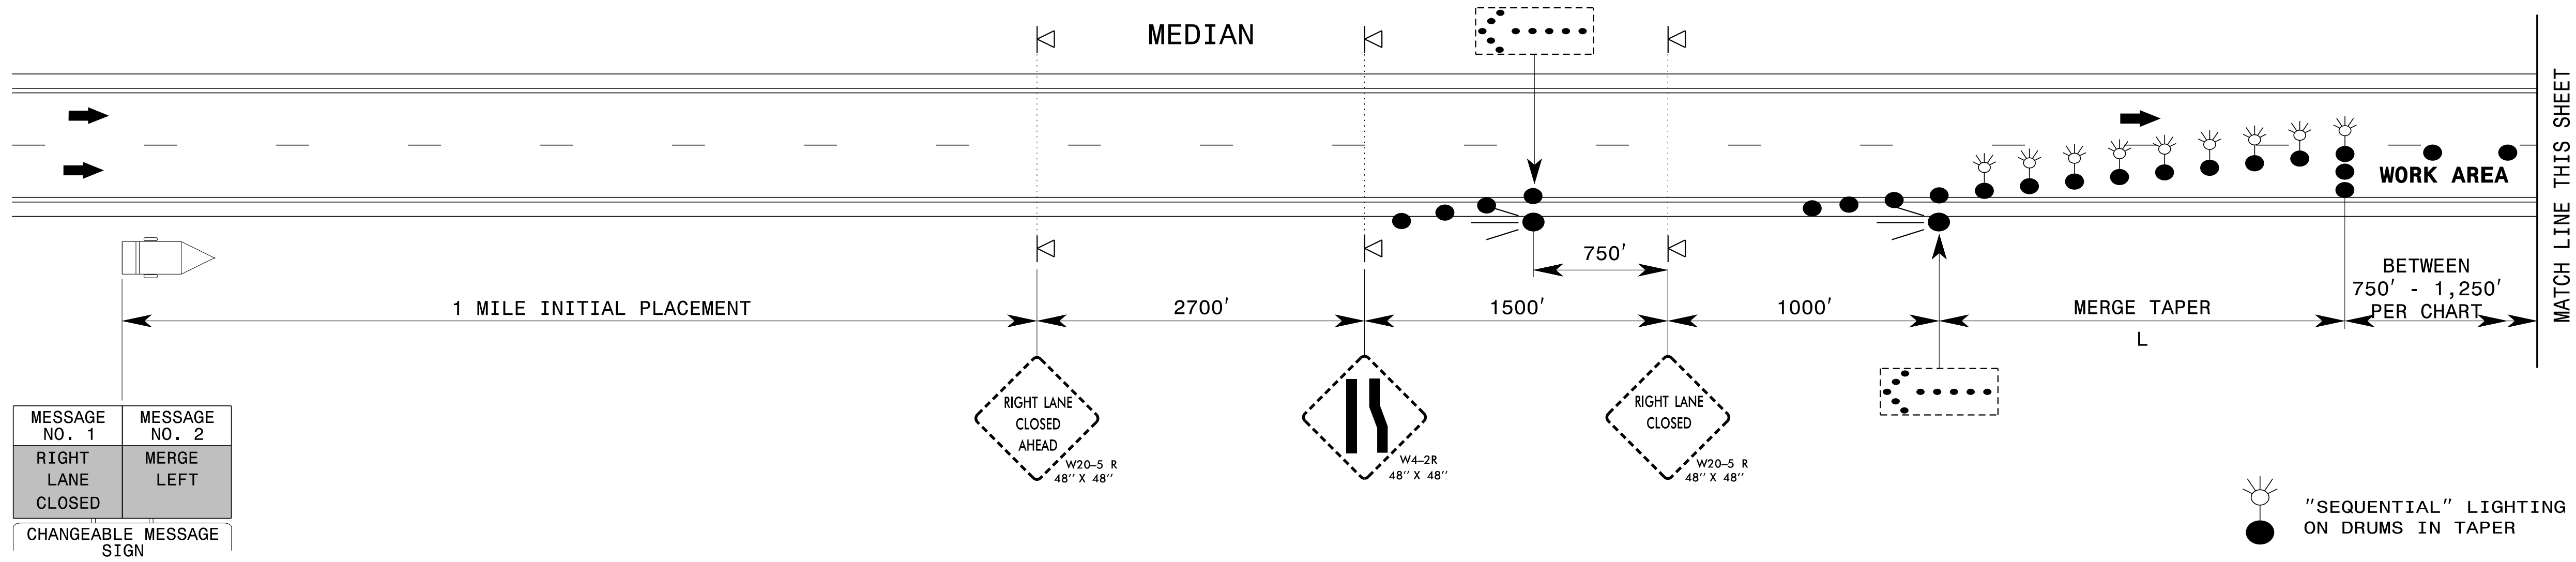 MEDIAN
750'
1 MILE INITIAL PLACEMENT
2700'
1500'
1000'
MERGE TAPER
L
BETWEEN
750' - 1,250'
PER CHART
WORK AREA
MATCH LINE THIS SHEET
MESSAGE
NO. 1
MESSAGE
NO. 2
RIGHT
LANE
CLOSED
MERGE
LEFT
CHANGEABLE MESSAGE
SIGN
RIGHT LANE
CLOSED
AHEAD
W20-5 R
48" X 48"
W4-2R
48" X 48"
RIGHT LANE
CLOSED
W20-5 R
48" X 48"
"SEQUENTIAL" LIGHTING
ON DRUMS IN TAPER